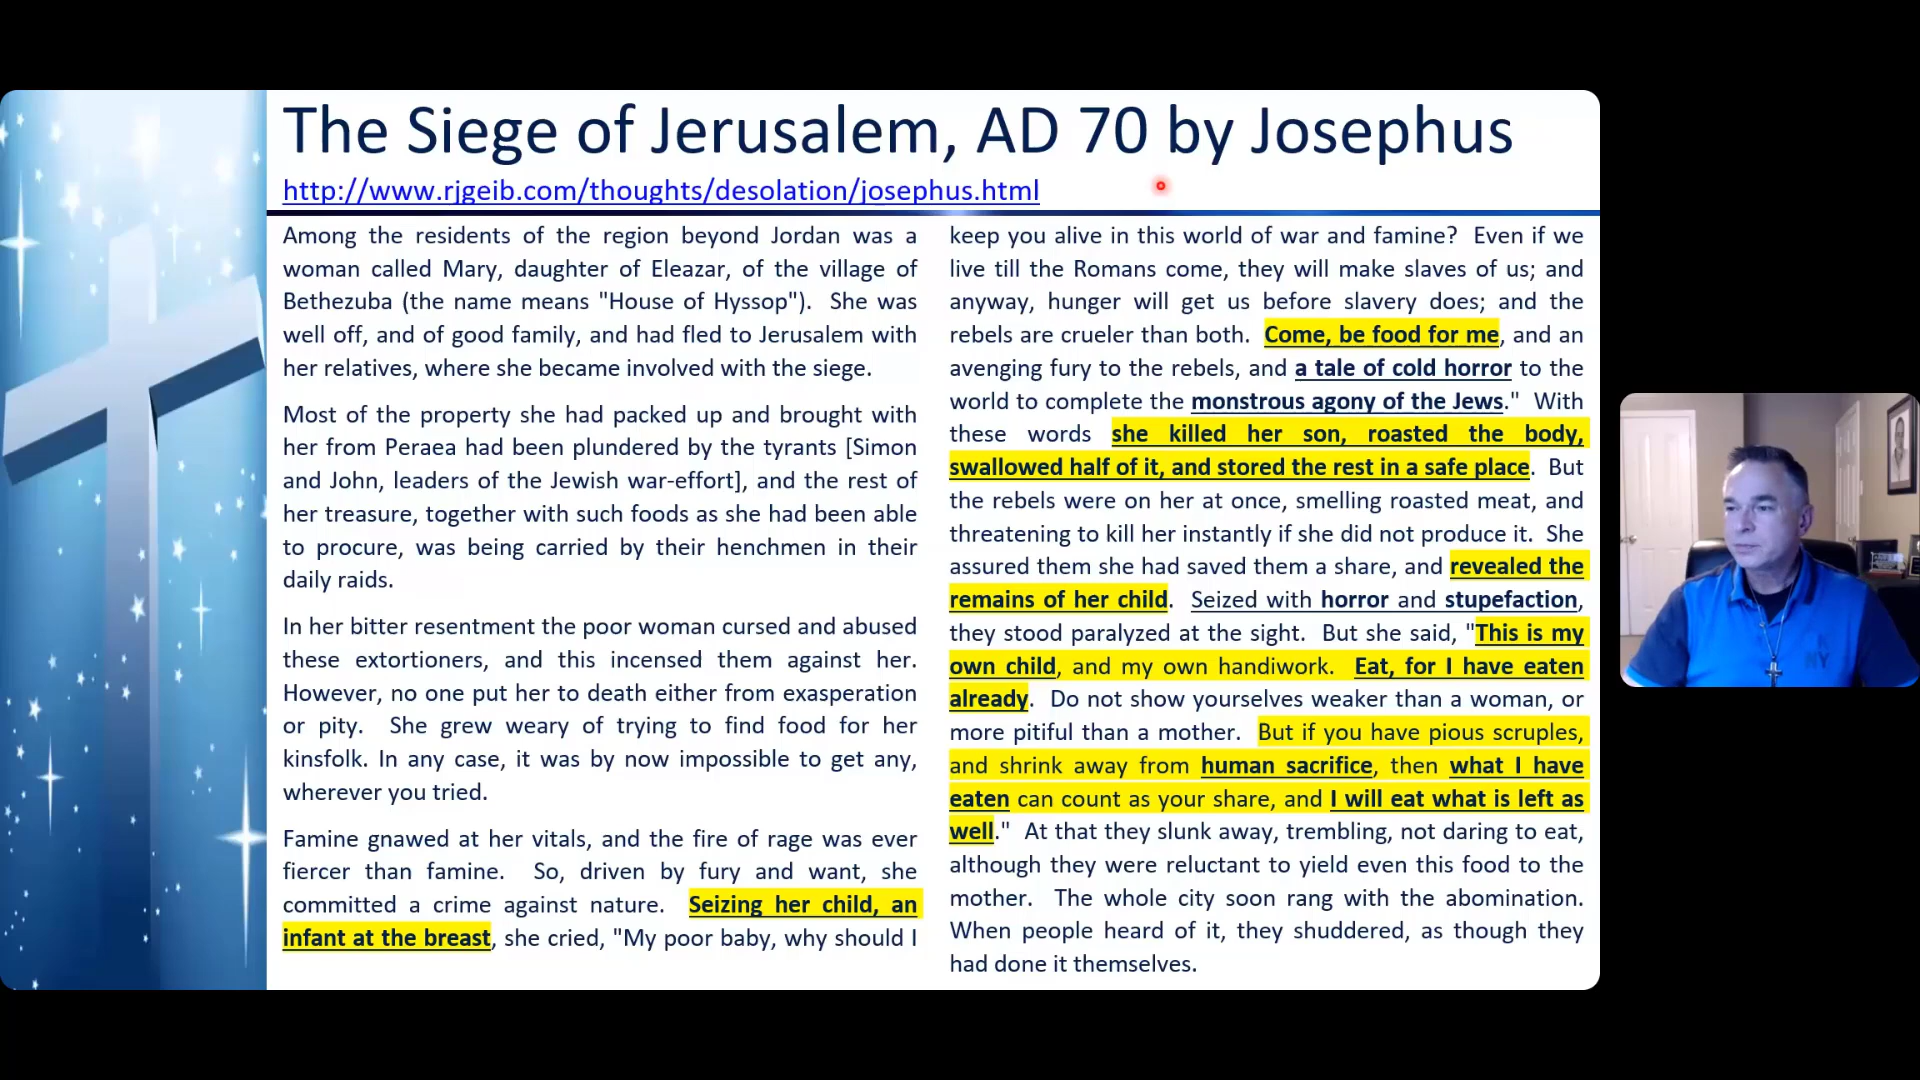 The Siege of Jerusalem, AD 70 by Josephus
http://www.rjgeib.com/thoughts/desolation/josephus.html
Among the residents of the region beyond Jordan was a
woman called Mary, daughter of Eleazar, of the village of
Bethezuba (the name means "House of Hyssop"). She was
well off, and of good family, and had fled to Jerusalem with
her relatives, where she became involved with the siege.
Most of the property she had packed up and brought with
her from Peraea had been plundered by the tyrants [Simon
and John, leaders of the Jewish war-effort], and the rest of
her treasure, together with such foods as she had been able
to procure, was being carried by their henchmen in their
daily raids.
In her bitter resentment the poor woman cursed and abused
these extortioners, and this incensed them against her.
However, no one put her to death either from exasperation
or pity. She grew weary of trying to find food for her
kinsfolk. In any case, it was by now impossible to get any,
wherever you tried.
Famine gnawed at her vitals, and the fire of rage was ever
fiercer than famine. So, driven by fury and want, she
committed a crime against nature. Seizing her child, an
infant at the breast, she cried, "My poor baby, why should I
keep you alive in this world of war and famine? Even if we
live till the Romans come, they will make slaves of us; and
anyway, hunger will get us before slavery does; and the
rebels are crueler than both. Come, be food for me, and an
avenging fury to the rebels, and a tale of cold horror to the
world to complete the monstrous agony of the Jews." With
these words she killed her son, roasted the body,
swallowed half of it, and stored the rest in a safe place. But
the rebels were on her at once, smelling roasted meat, and
threatening to kill her instantly if she did not produce it. She
assured them she had saved them a share, and revealed the
remains of her child. Seized with horror and stupefaction,
they stood paralyzed at the sight. But she said, "This is my
own child, and my own handiwork. Eat, for I have eaten
already. Do not show yourselves weaker than a woman, or
more pitiful than a mother. But if you have pious scruples,
and shrink away from human sacrifice, then what I have
eaten can count as your share, and I will eat what is left as
well." At that they slunk away, trembling, not daring to eat,
although they were reluctant to yield even this food to the
mother. The whole city soon rang with the abomination.
When people heard of it, they shuddered, as though they
had done it themselves.
NY